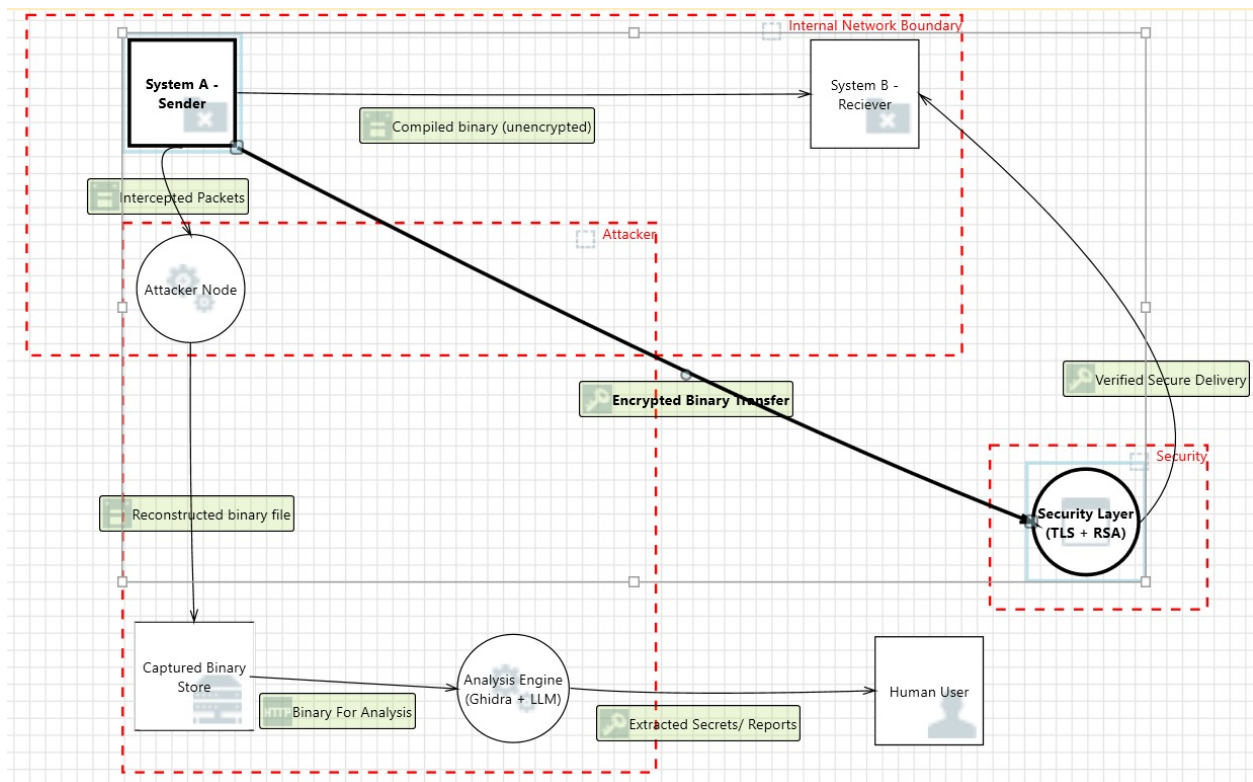 Internal Network Boundary
System A -
Sender
System B -
Reciever
Compiled binary (unencrypted)
Intercepted Packets
Attacker
Attacker Node
Verified Secure Delivery
Encrypted Binary Transfer
Security
Security Layer
(TLS + RSA)
Reconstructed binary file
Captured Binary
Store
Analysis Engine
(Ghidra + LLM)
Human User
HTTP
Binary For Analysis
Extracted Secrets/ Reports